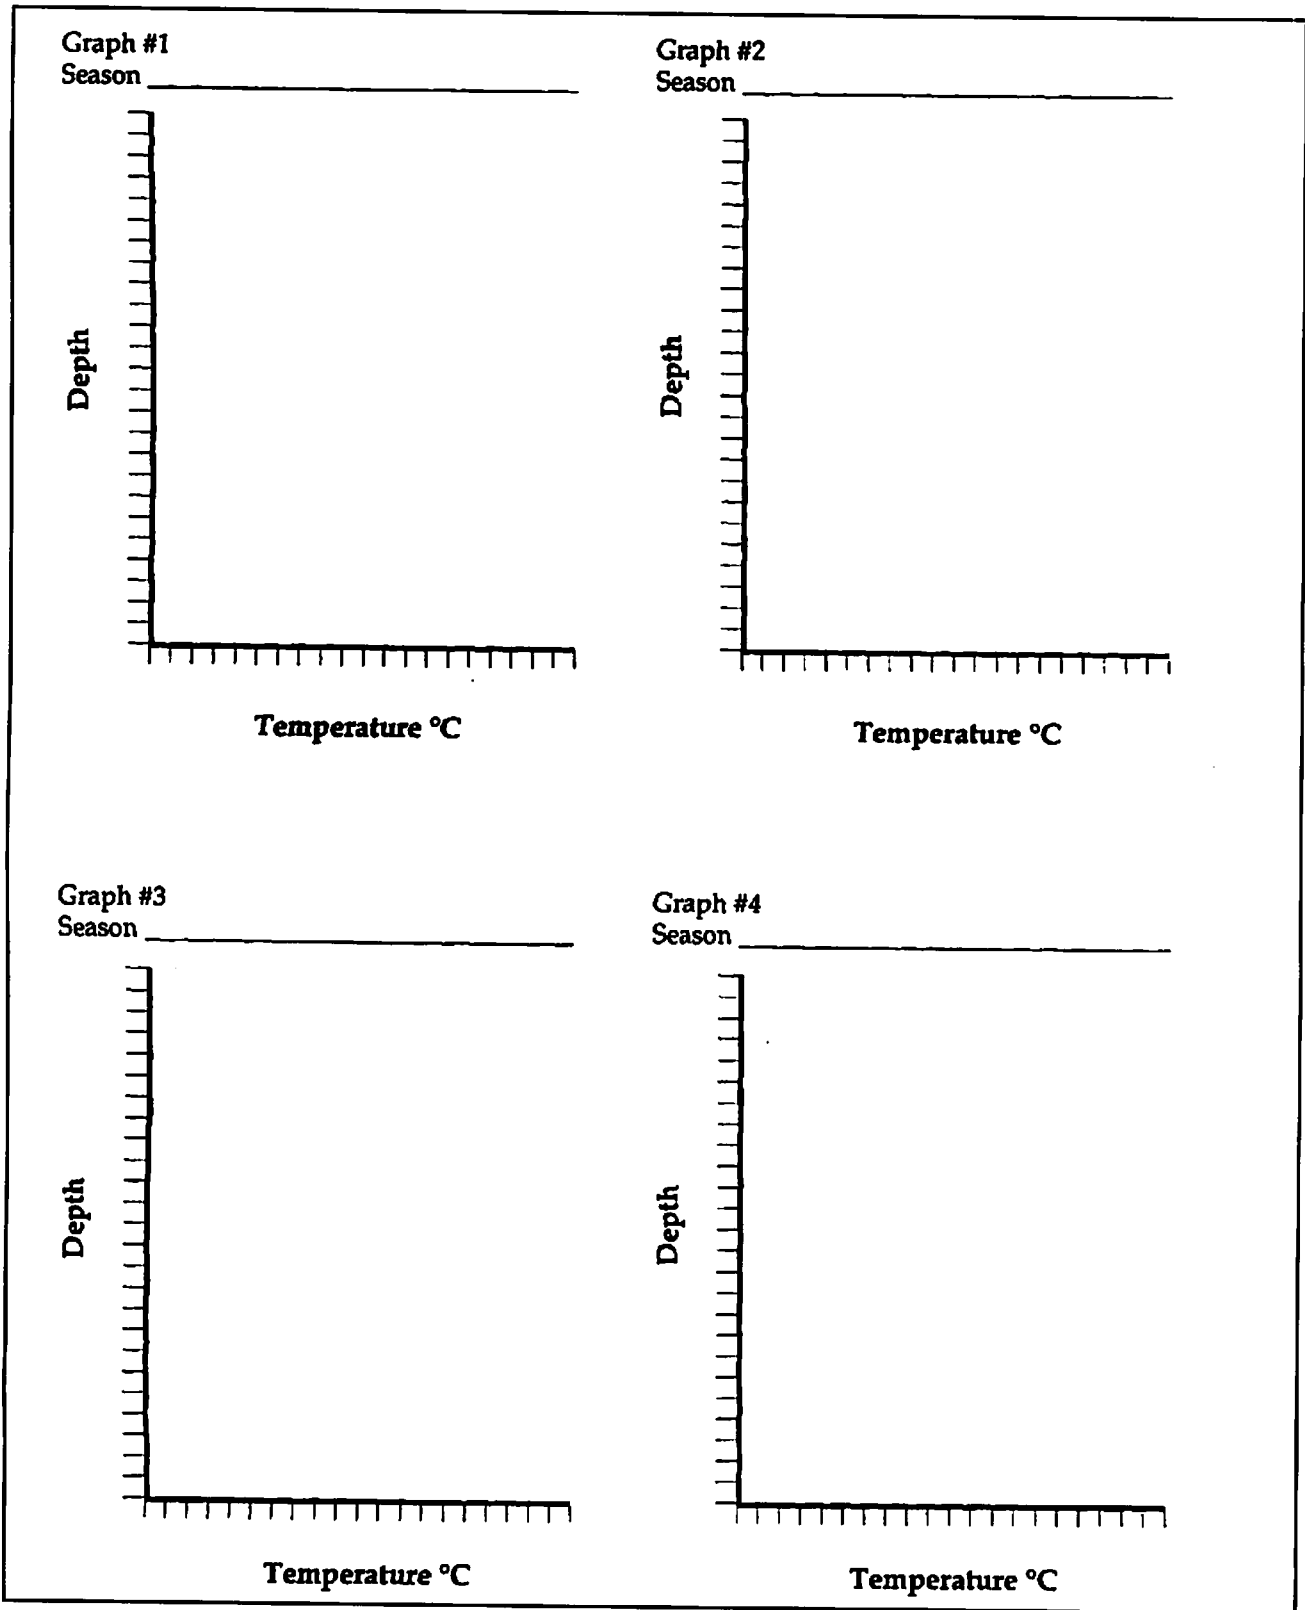 Graph #1
Season
Depth
Temperature °C
Graph #2
Season
Depth
Temperature °C
Graph #3
Season
Depth
Temperature °C
Graph #4
Season
Depth
Temperature °C